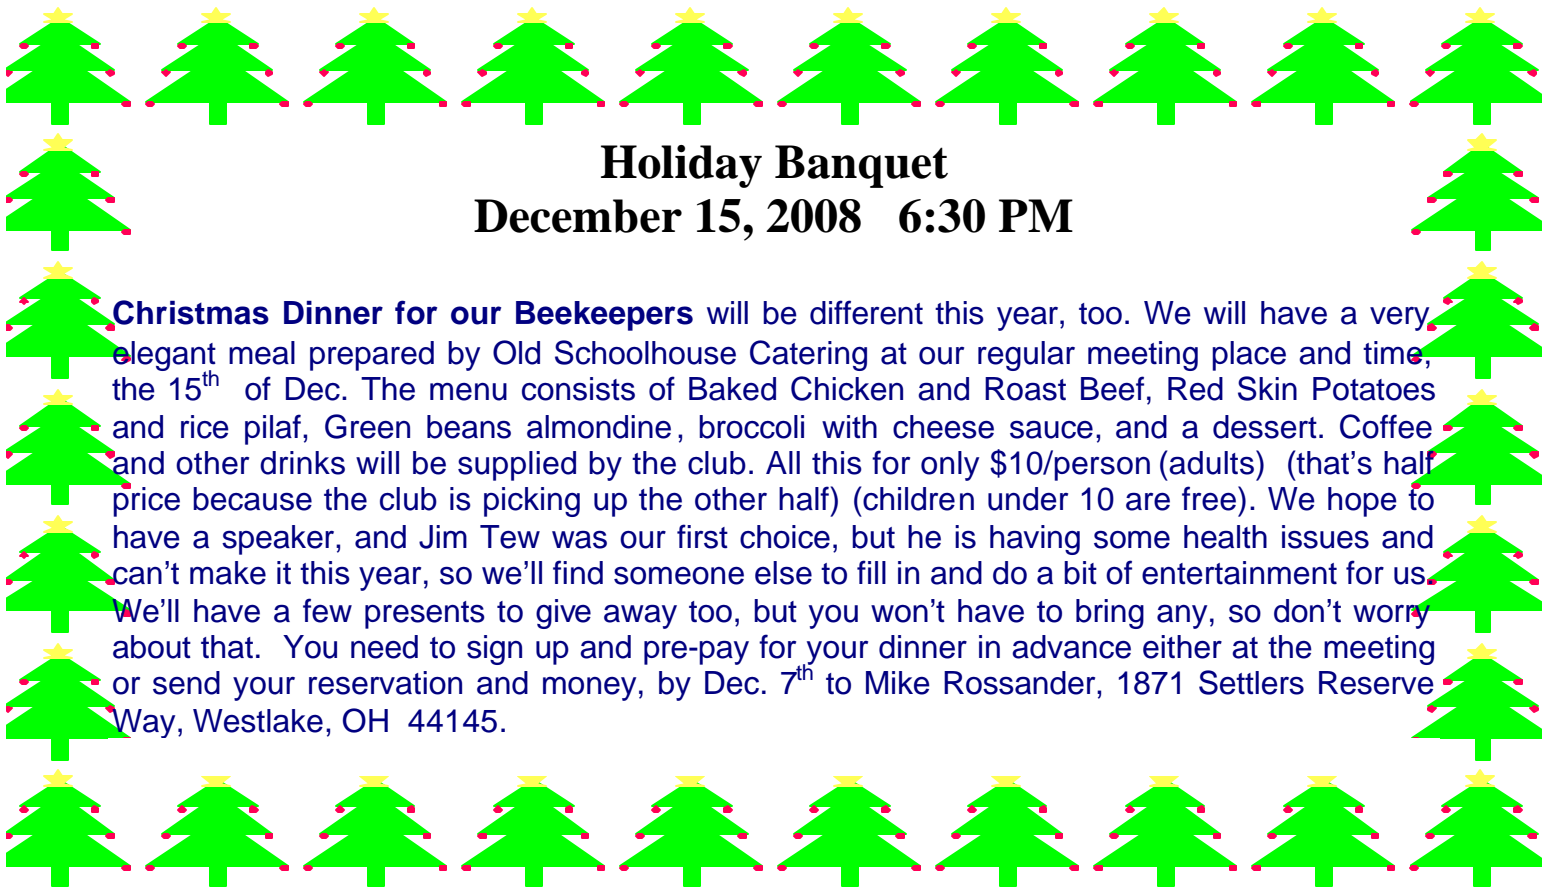 Holiday Banquet
December 15, 2008 6:30 PM
Christmas Dinner for our Beekeepers will be different this year, too. We will have a very
elegant meal prepared by Old Schoolhouse Catering at our regular meeting place and time,
the 15th of Dec. The menu consists of Baked Chicken and Roast Beef, Red Skin Potatoes
and rice pilaf, Green beans almondine, broccoli with cheese sauce, and a dessert. Coffee
and other drinks will be supplied by the club. All this for only $10/person (adults) (that's half
price because the club is picking up the other half) (children under 10 are free). We hope to
have a speaker, and Jim Tew was our first choice, but he is having some health issues and
can't make it this year, so we'll find someone else to fill in and do a bit of entertainment for us.
We'll have a few presents to give away too, but you won't have to bring any, so don't worry
about that. You need to sign up and pre-pay for your dinner in advance either at the meeting
or send your reservation and money, by Dec. 7th to Mike Rossander, 1871 Settlers Reserve
Way, Westlake, OH 44145.